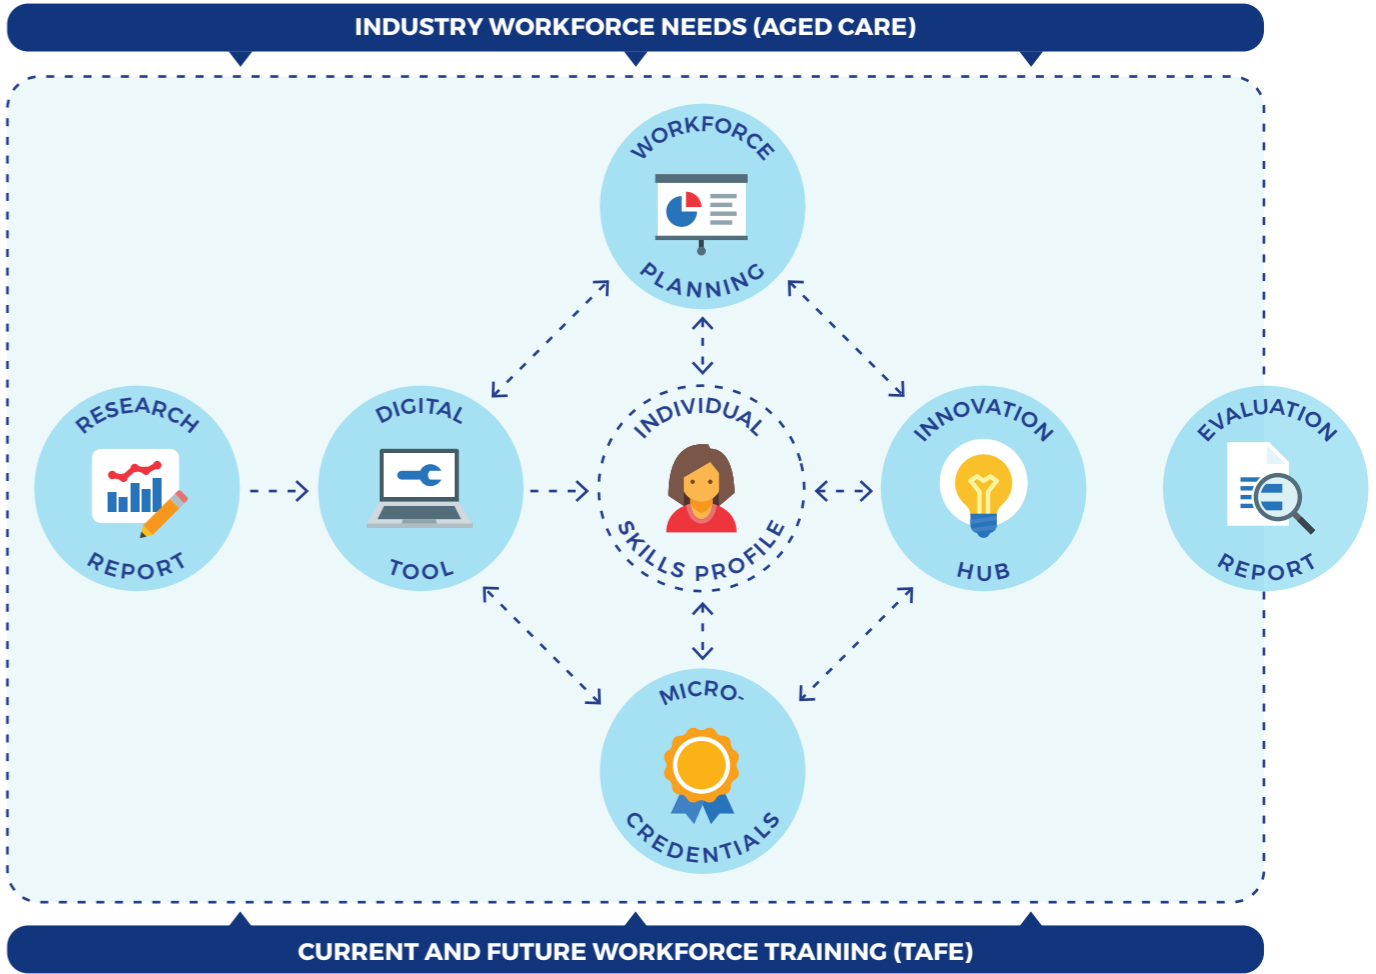 INDUSTRY WORKFORCE NEEDS (AGED CARE)
WORKFORCE
PLANNING
RESEARCH
REPORT
DIGITAL
TOOL
INDIVIDUAL
SKILLS PROFILE
INNOVATION
HUB
EVALUATION
REPORT
MICRO-
CREDENTIALS
CURRENT AND FUTURE WORKFORCE TRAINING (TAFE)